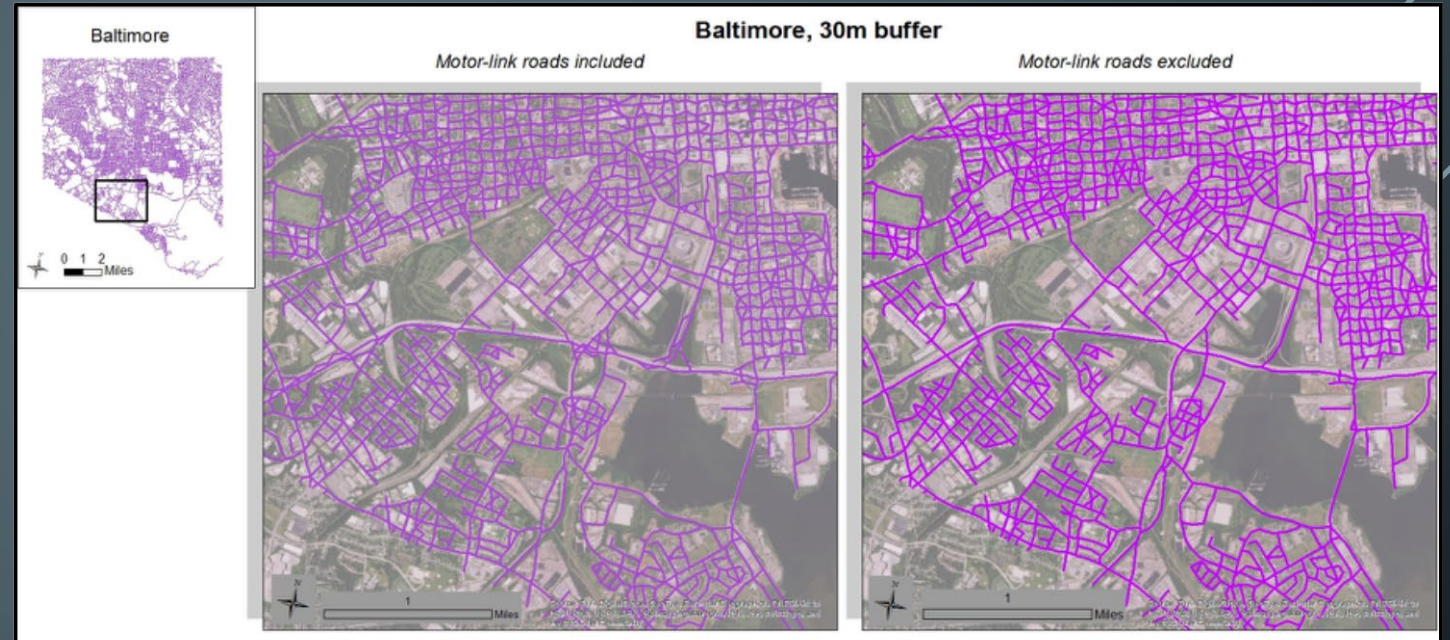 Baltimore, 30m buffer
Baltimore
0 1 2
Miles
Motor-link roads included
1
Miles
Motor-link roads excluded
1
Miles